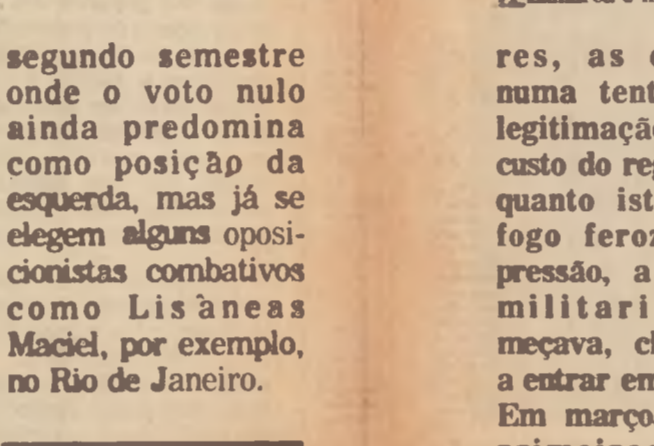 segundo semestre
onde o voto nulo
ainda predomina
como posição da
esquerda, mas já se
elegem alguns oposi-
cionistas combativos
como Lisàneas
Maciel, por exemplo,
no Rio de Janeiro.
res, as
numa tent
legitimaçã
custo do re
quanto ist
fogo feroz
pressão, a
militari
meçava, c
a entrar em
Em março